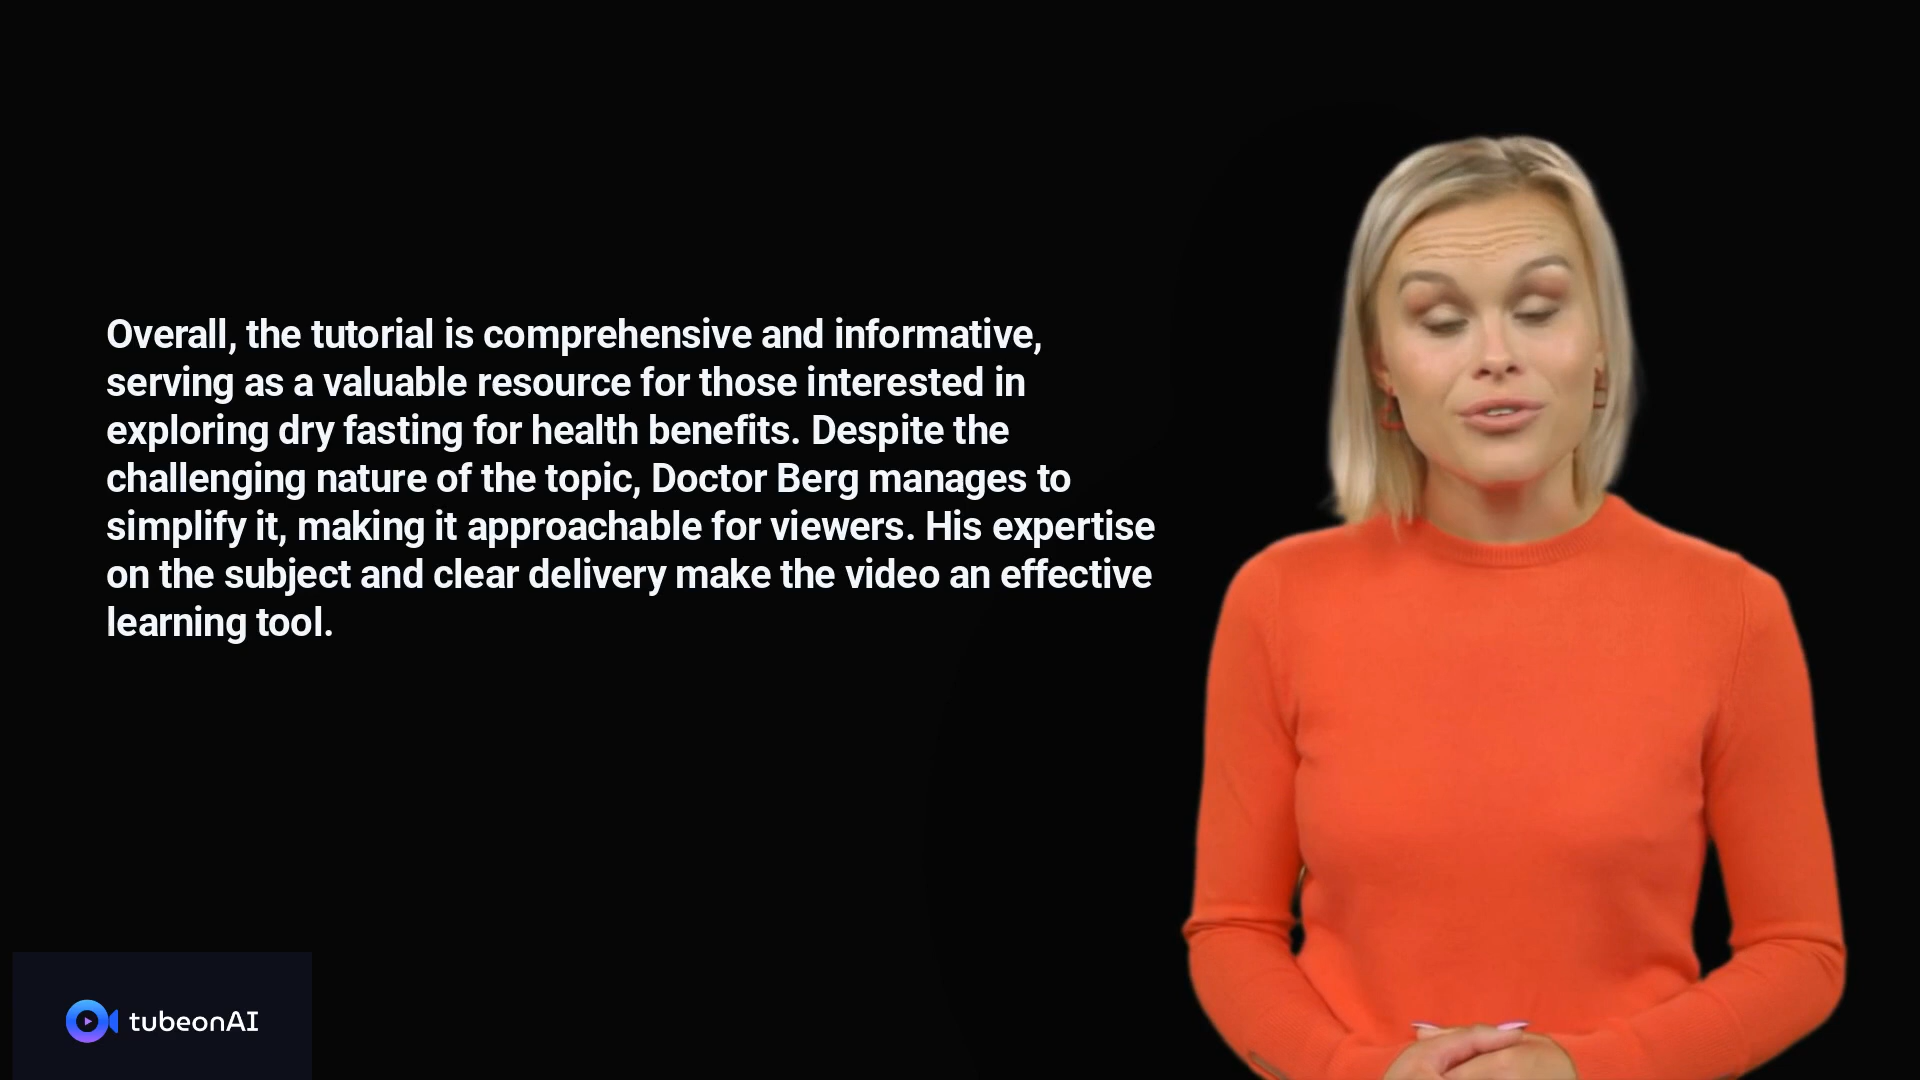 Overall, the tutorial is comprehensive and informative,
serving as a valuable resource for those interested in
exploring dry fasting for health benefits. Despite the
challenging nature of the topic, Doctor Berg manages to
simplify it, making it approachable for viewers. His expertise
on the subject and clear delivery make the video an effective
learning tool.
tubeonAI